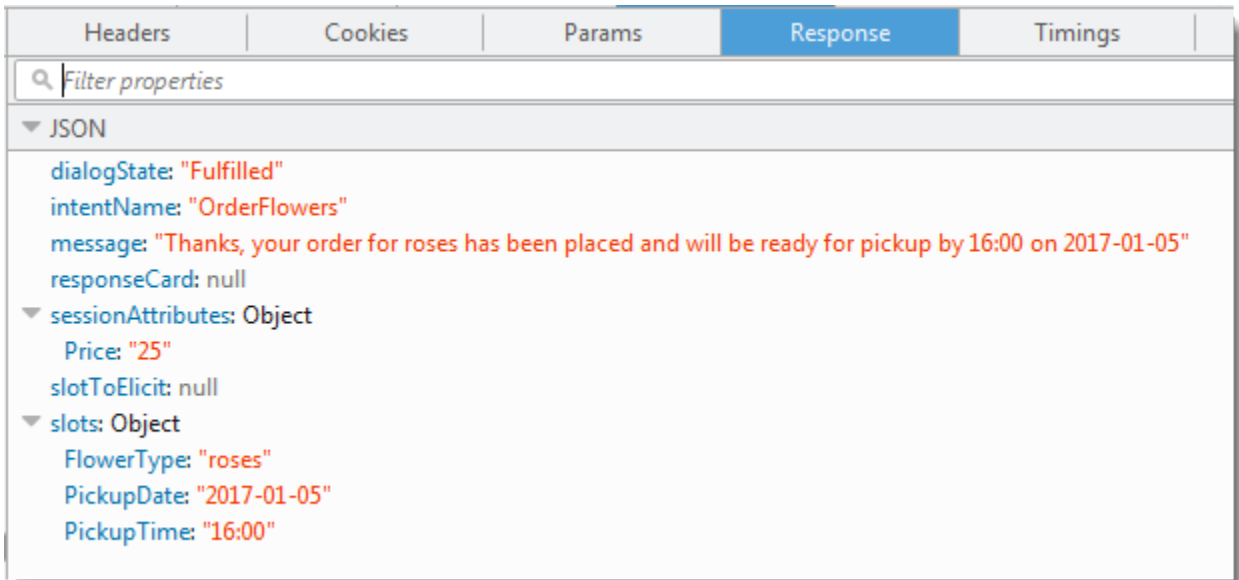 Headers Cookies Params Response Timings
Filter properties
JSON
dialogState: "Fulfilled"
intentName: "OrderFlowers"
message: "Thanks, your order for roses has been placed and will be ready for pickup by 16:00 on 2017-01-05"
responseCard: null
sessionAttributes: Object
Price: "25"
slotToElicit: null
slots: Object
FlowerType: "roses"
PickupDate: "2017-01-05"
PickupTime: "16:00"